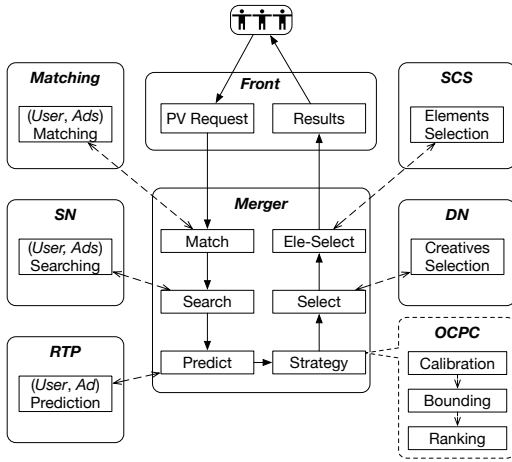 Matching
(User, Ads)
Matching
Front
PV Request
Results
SCS
Elements
Selection
SN
(User, Ads)
Searching
Merger
Match
Ele-Select
Search
Select
Predict
Strategy
DN
Creatives
Selection
RTP
(User, Ad)
Prediction
OCPC
Calibration
Bounding
Ranking